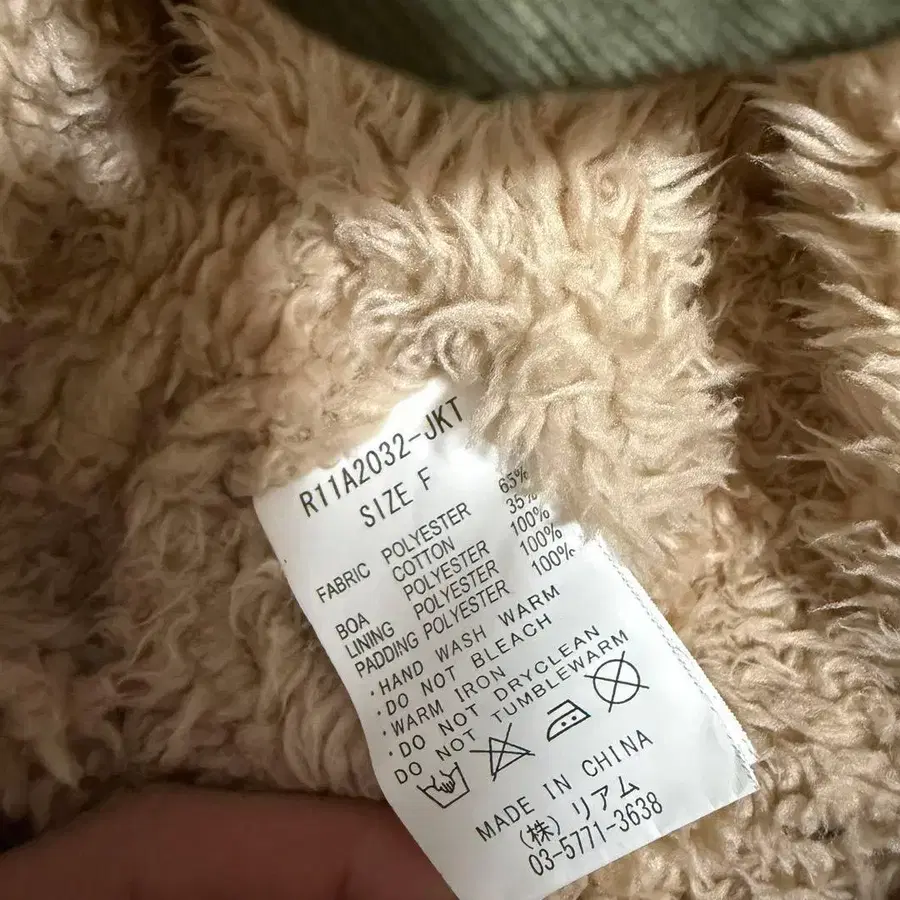 R11A2032-JKT
SIZE F
FABRIC POLYESTER 65%
COTTON 35%
BOA POLYESTER 100%
LINING POLYESTER 100%
PADDING POLYESTER 100%
・HAND WASH WARM
・DO NOT BLEACH
・WARM IRON
・DO NOT DRYCLEAN
DO NOT TUMBLEWARM
MADE IN CHINA
(株)リアム
03-5771-3638